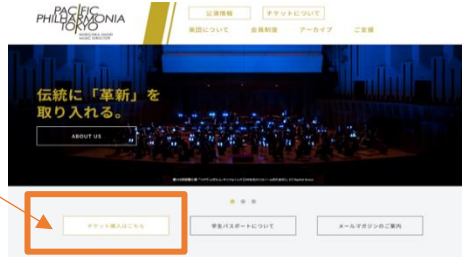 PACIFIC
PHILHARMONIA
TOKYO
MUSIC DIRECTOR
公演情報
チケットについて
楽団について
会員制度
アーカイブ
ご支援
伝統に「革新」を
取り入れる。
ABOUT US
チケット購入はこちら
学生パスポートについて
メールマガジンのご案内